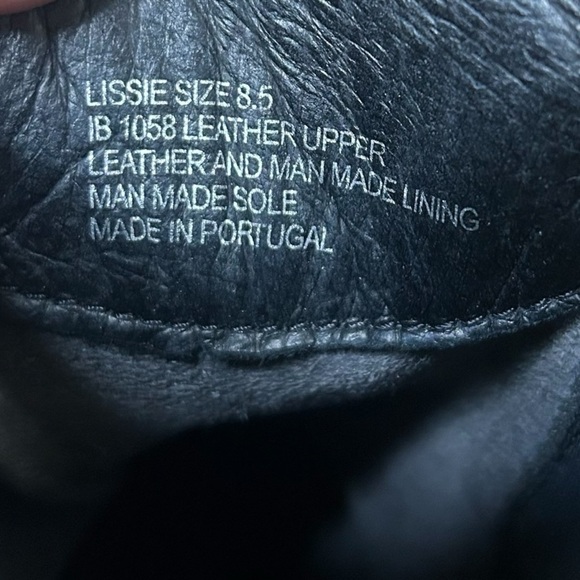 LISSIE SIZE 8.5
IB 1058 LEATHER UPPER
LEATHER AND MAN MADE LINING
MAN MADE SOLE
MADE IN PORTUGAL